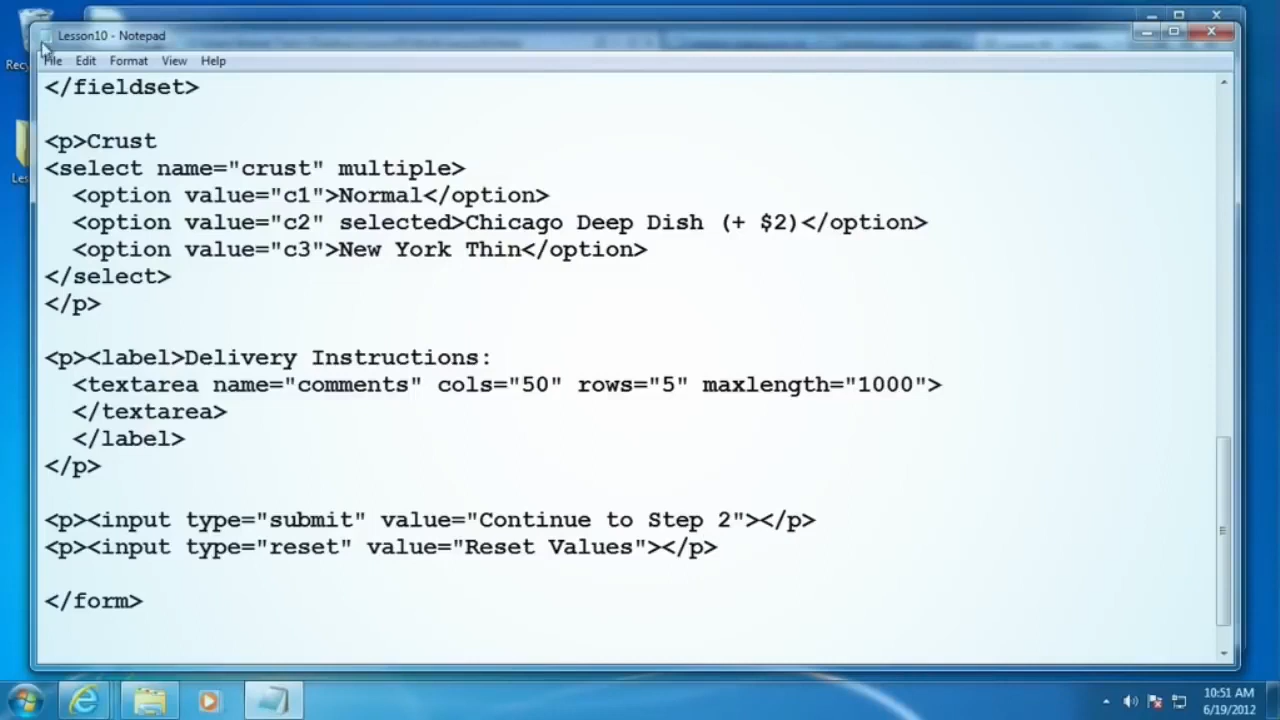 Recy
Lesson10 - Notepad
File Edit Format View Help
</fieldset>
<p>Crust
<select name="crust" multiple>
<option value="c1">Normal</option>
<option value="c2" selected>Chicago Deep Dish (+ $2)</option>
<option value="c3">New York Thin</option>
</select>
</p>
Les
<p><label>Delivery Instructions:
<textarea name="comments" cols="50" rows="5" maxlength="1000">
</textarea>
</label>
</p>
<p><input type="submit" value="Continue to Step 2"></p>
<p><input type="reset" value="Reset Values"></p>
</form>
10:51 AM
6/19/2012